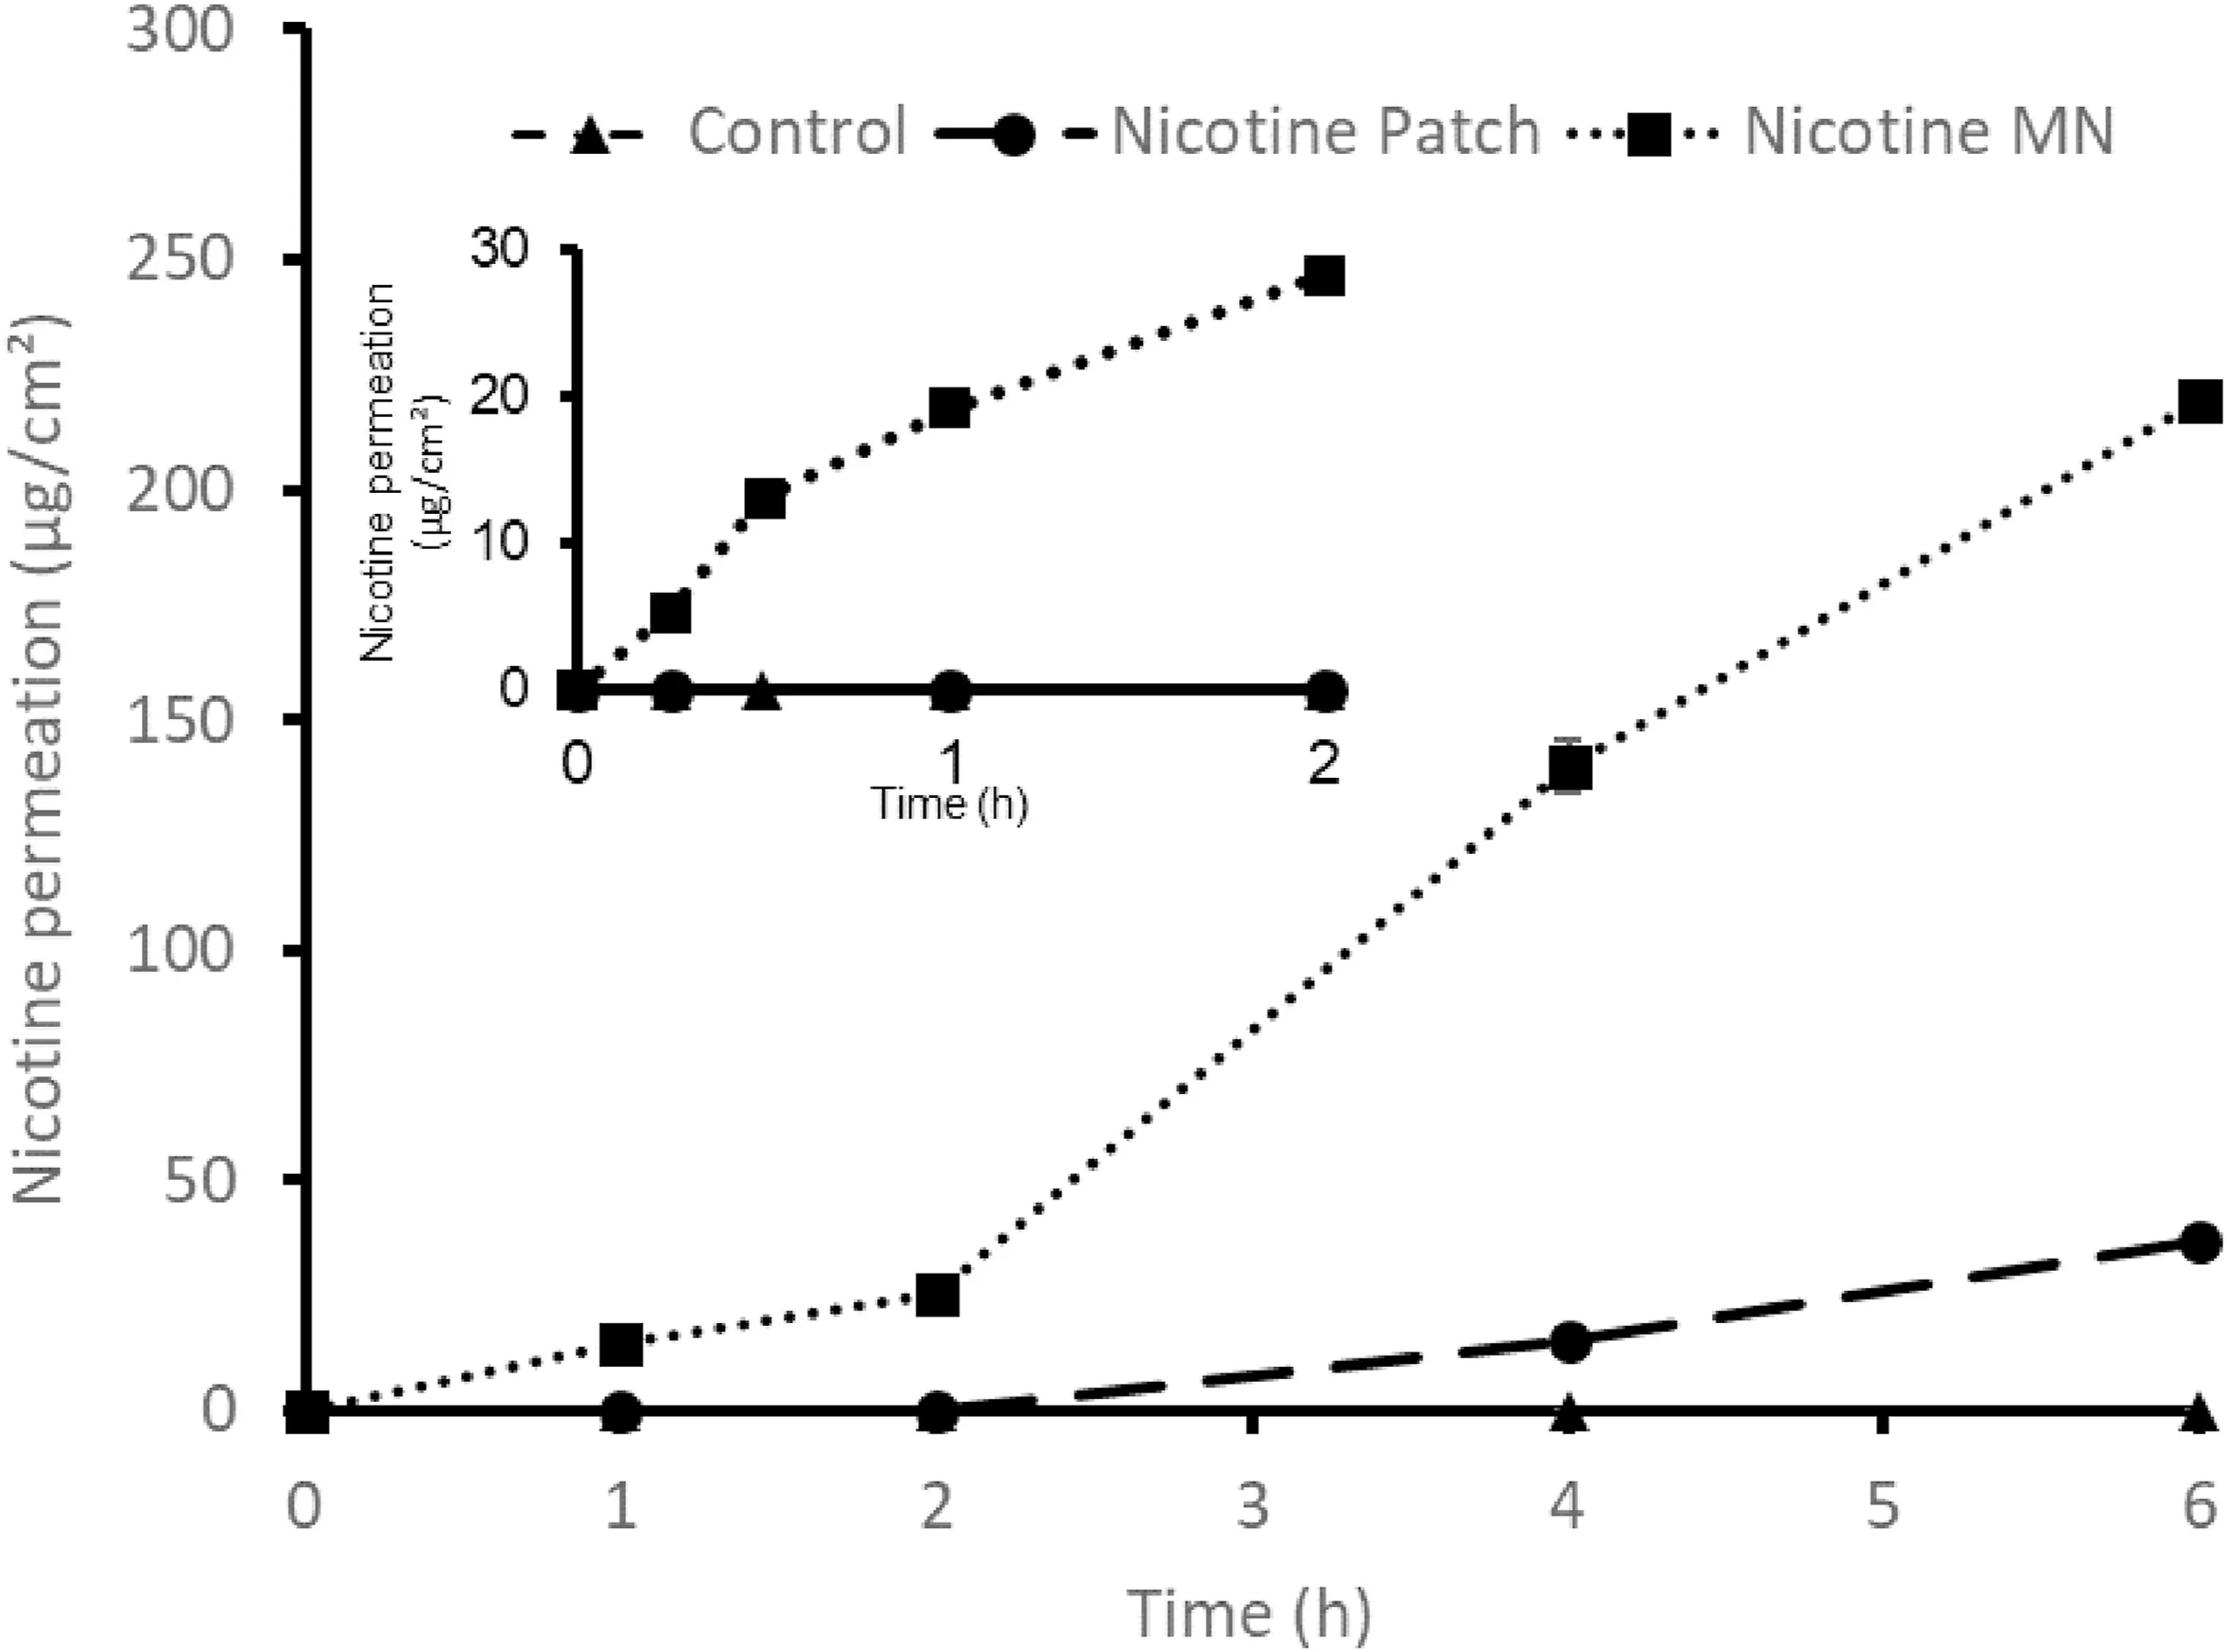 300
250
200
150
100
50
0
Nicotine permeation (µg/cm²)
Control Nicotine Patch Nicotine MN
30
20
10
0
Nicotine permeation
(µg/cm²)
0 1 2
Time (h)
0 1 2 3 4 5 6
Time (h)